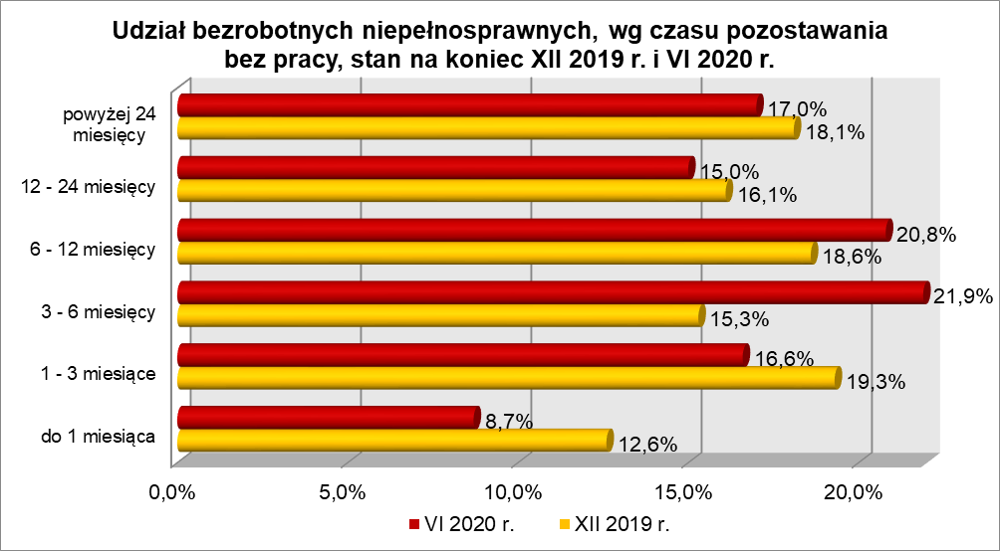 Udział bezrobotnych niepełnosprawnych, wg czasu pozostawania
bez pracy, stan na koniec XII 2019 r. i VI 2020 r.
powyżej 24
miesięcy
17,0%
18,1%
12 - 24 miesięcy
15,0%
16,1%
6 - 12 miesięcy
20,8%
18,6%
3 - 6 miesięcy
21,9%
15,3%
1 - 3 miesiące
16,6%
19,3%
do 1 miesiąca
8,7%
12,6%
0,0% 5,0% 10,0% 15,0% 20,0%
VI 2020 r. XII 2019 r.